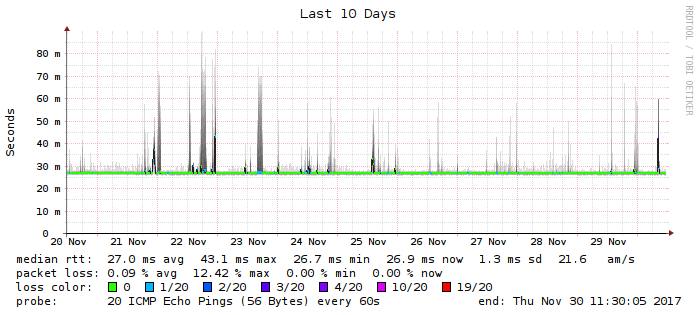 Last 10 Days
RRDTOOL / TOBI OETIKER
Seconds
80 m
70 m
60 m
50 m
40 m
30 m
20 m
10 m
0
20 Nov 21 Nov 22 Nov 23 Nov 24 Nov 25 Nov 26 Nov 27 Nov 28 Nov 29 Nov
median rtt: 27.0 ms avg 43.1 ms max 26.7 ms min 26.9 ms now 1.3 ms sd 21.6 am/s
packet loss: 0.09 % avg 12.42 % max 0.00 % min 0.00 % now
loss color: 0 1/20 2/20 3/20 4/20 10/20 19/20
probe: 20 ICMP Echo Pings (56 Bytes) every 60s end: Thu Nov 30 11:30:05 2017